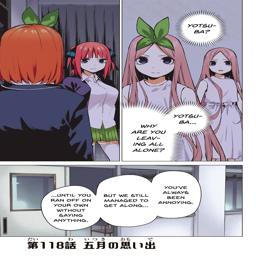 YOTSU-
BA?
YOTSU-
BA...
WHY
ARE YOU
LEAV-
ING ALL
ALONE?
YOU'VE
ALWAYS
BEEN
ANNOYING.
BUT WE STILL
MANAGED TO
GET ALONG...
...UNTIL YOU
RAN OFF ON
YOUR OWN
WITHOUT
SAYING
ANYTHING.
第118話 五月の思い出